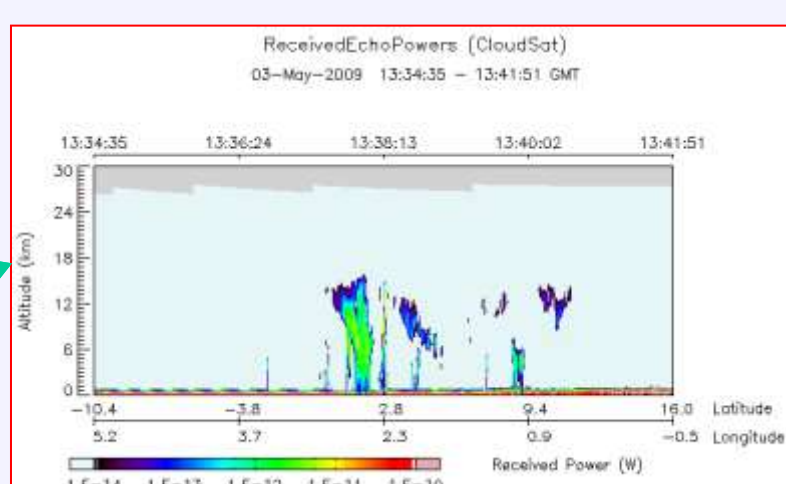 ReceivedEchoPowers (CloudSat)
03-May-2009 13:34:35 - 13:41:51 GMT
13:34:35 13:36:24 13:38:13 13:40:02 13:41:51
30
24
18
12
6
0
Altitude (km)
-10.4 -3.8 2.8 9.4 16.0 Latitude
5.2 3.7 2.3 0.9 -0.5 Longitude
Received Power (W)